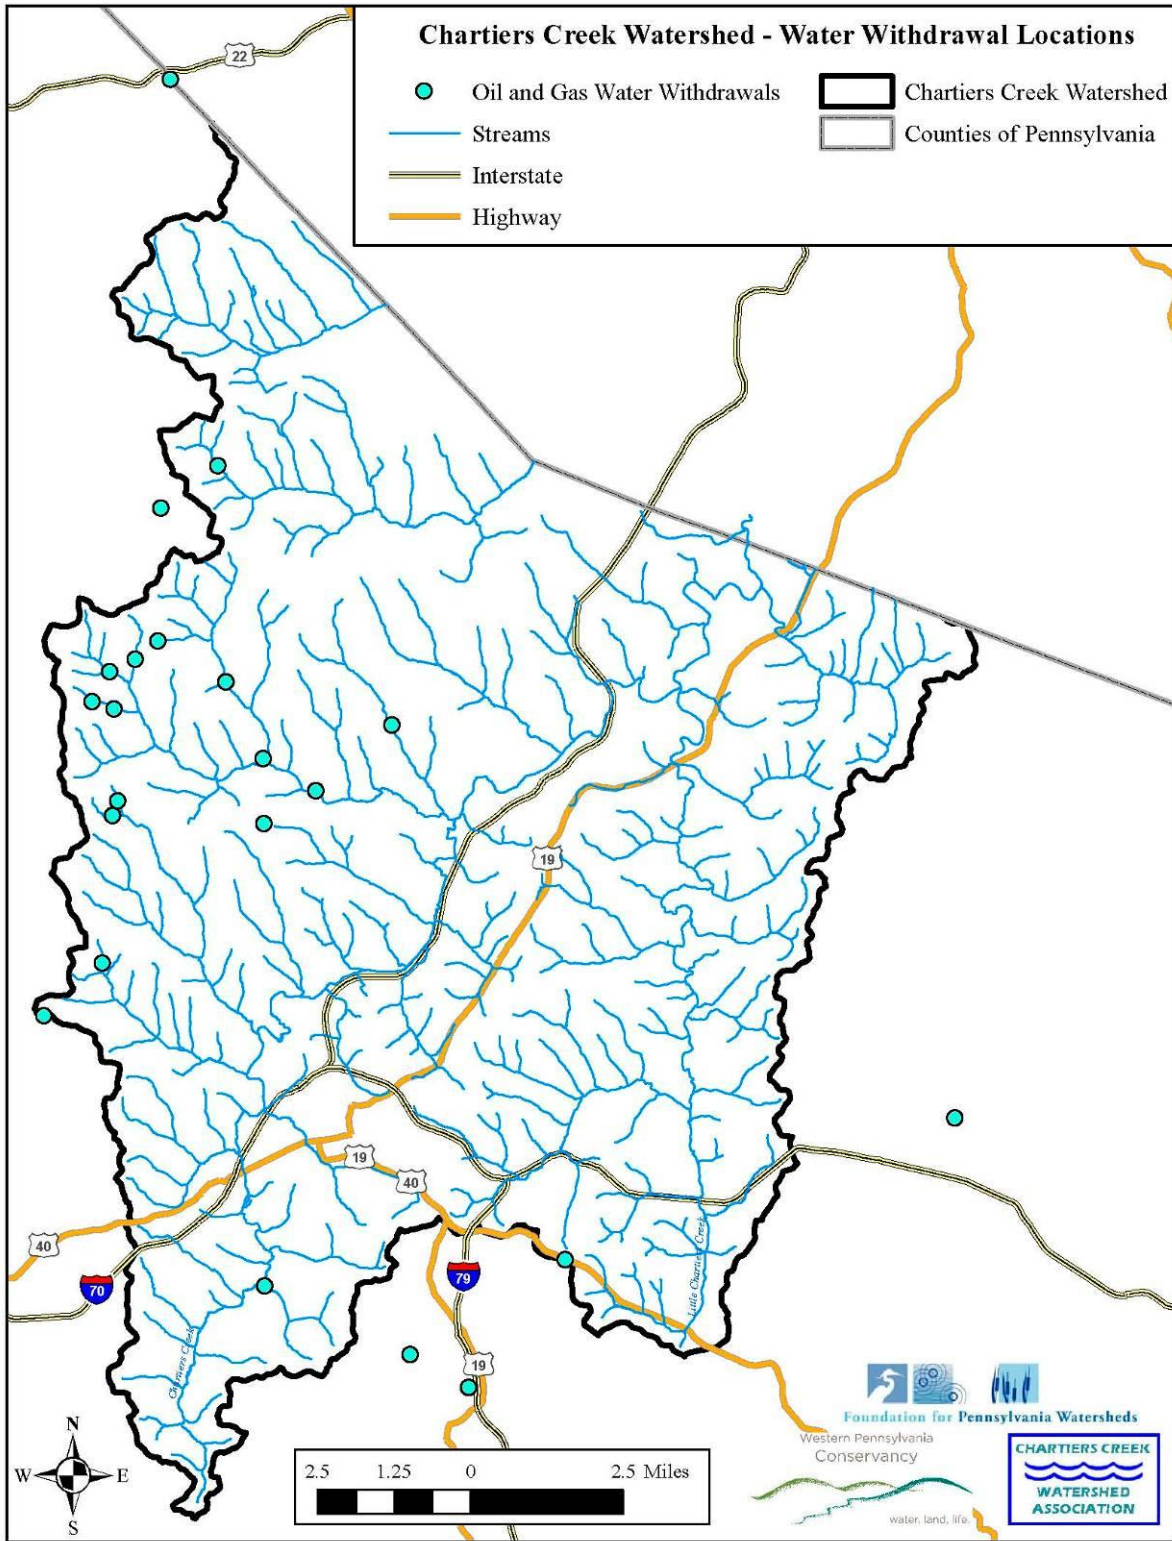 Chartiers Creek Watershed - Water Withdrawal Locations
Oil and Gas Water Withdrawals
Streams
Interstate
Highway
Chartiers Creek Watershed
Counties of Pennsylvania
22
19
19
40
40
70
79
19
Chartiers Creek
Little Chartiers Creek
N
W E
S
2.5 1.25 0 2.5 Miles
Foundation for Pennsylvania Watersheds
Western Pennsylvania
Conservancy
water, land, life.
CHARTIERS CREEK
WATERSHED
ASSOCIATION